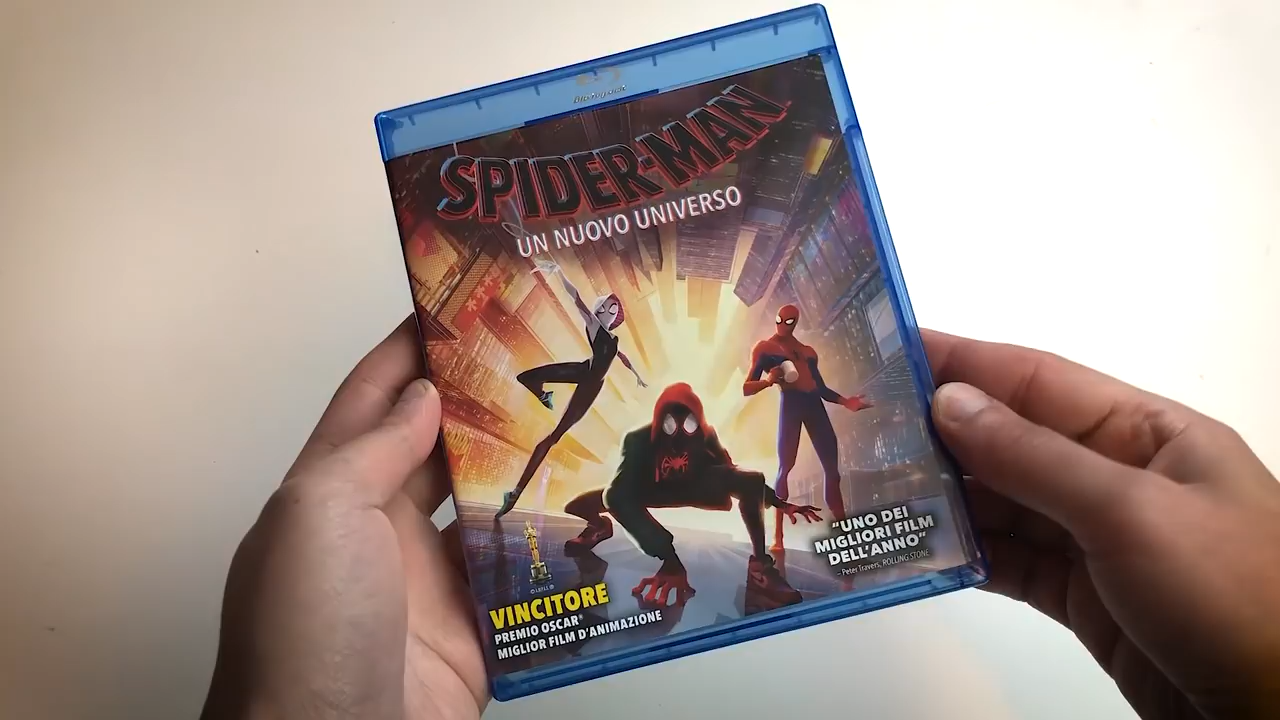 Blu-ray Disc
SPIDER-MAN
UN NUOVO UNIVERSO
"UNO DEI
MIGLIORI FILM
DELL'ANNO"
– Peter Travers, ROLLING STONE
VINCITORE
PREMIO OSCAR®
MIGLIOR FILM D'ANIMAZIONE